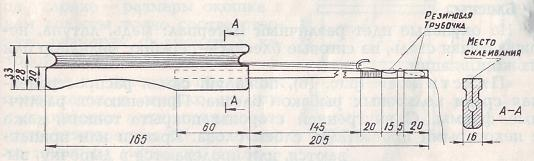 А
РЕЗИНОВАЯ
ТРУБОЧКА
МЕСТО
СКЛЕИВАНИЯ
33
28
20
А
А-А
60
145
20
15
5
20
165
205
16